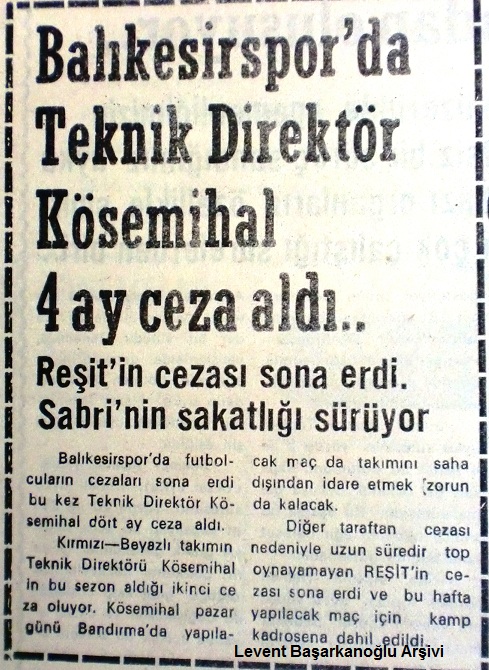 Balıkesirspor'da
Teknik Direktör
Kösemihal
4 ay ceza aldı..
Reşit'in cezası sona erdi.
Sabri'nin sakatlığı sürüyor
Balıkesirspor'da futbol-
cuların cezaları sona erdi
bu kez Teknik Direktör Kö-
semihal dört ay ceza aldı.
Kırmızı—Beyazlı takımın
Teknik Direktörü Kösemihal
in bu sezon aldığı ikinci ce
za oluyor. Kösemihal pazar
günü Bandırma'da yapıla-
cak maç da takımını saha
dışından idare etmek zorun
da kalacak.
Diğer taraftan cezası
nedeniyle uzun süredir top
oynayamayan REŞİT'in ce-
zası sona erdi ve bu hafta
yapılacak maç için kamp
kadrosena dahil edildi.
Levent Başarkanoğlu Arşivi